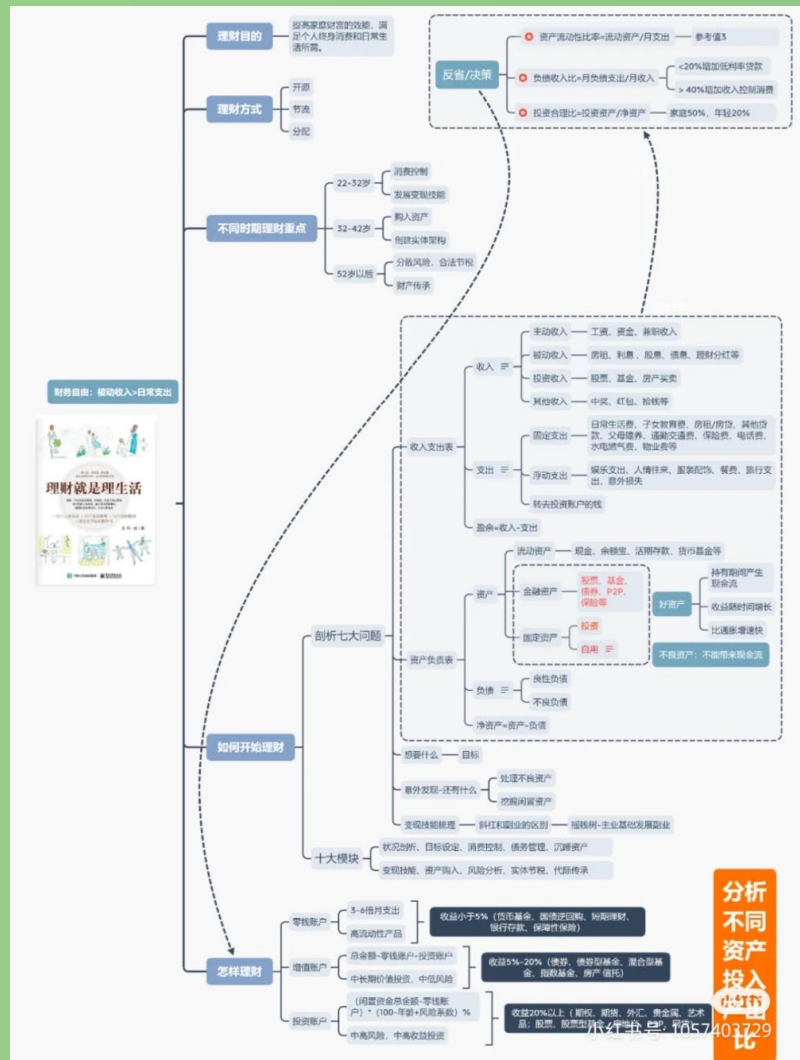 理财目的
提高家庭财富的效能，满
足个人终身消费和日常生
活所需。
理财方式
开源
节流
分配
不同时期理财重点
22-32岁
消费控制
发展变现技能
32-42岁
购入资产
创建实体架构
52岁以后
分散风险、合法节税
财产传承
反省/决策
资产流动性比率=流动资产/月支出
参考值3
负债收入比=月负债支出/月收入
<20%增加低利率贷款
> 40%增加收入控制消费
投资合理比=投资资产/净资产
家庭50%，年轻20%
财务自由：被动收入>日常支出
理财就是理生活
如何开始理财
剖析七大问题
收入支出表
收入
主动收入
工资、资金、兼职收入
被动收入
房租、利息、股息、债息、理财分红等
投资收入
股票、基金、房产买卖
其他收入
中奖、红包、捡钱等
支出
固定支出
日常生活费、子女教育费、房租/房贷、其他贷
款、父母赡养、通勤交通费、保险费、电话费、
水电燃气费、物业费等
浮动支出
娱乐支出、人情往来、服装配饰、餐费、旅行支
出、意外损失
转去投资账户的钱
盈余=收入-支出
资产负责表
资产
流动资产
现金、余额宝、活期存款、货币基金等
金融资产
股票、基金、
债券、P2P、
保险等
固定资产
投资
自用
好资产
持有期间产生
现金流
收益随时间增长
比通胀增速快
不良资产：不能带来现金流
负债
良性负债
不良负债
净资产=资产-负债
想要什么
目标
意外发现-还有什么
处理不良资产
挖掘闲置资产
变现技能梳理
斜杠和副业的区别
摇钱树-主业基础发展副业
十大模块
状况剖析、目标设定、消费控制、债务管理、沉睡资产
变现技能、资产购入、风险分析、实体节税、代际传承
怎样理财
零钱账户
3-6倍月支出
高流动性产品
收益小于5%（货币基金、国债逆回购、短期理财、
银行存款、保障性保险）
增值账户
总金额-零钱账户-投资账户
中长期价值投资，中低风险
收益5%-20%（债券、债券型基金、混合型基
金、指数基金、房产 信托）
投资账户
（闲置资金总金额-零钱账
户）*（100-年龄+风险系数）%
中高风险，中高收益投资
收益20%以上（ 期权、期货、外汇、贵金属、艺术
品；股票、股票型
分析
不同
资产
投入
比
小红书
小红书号: 1057403729